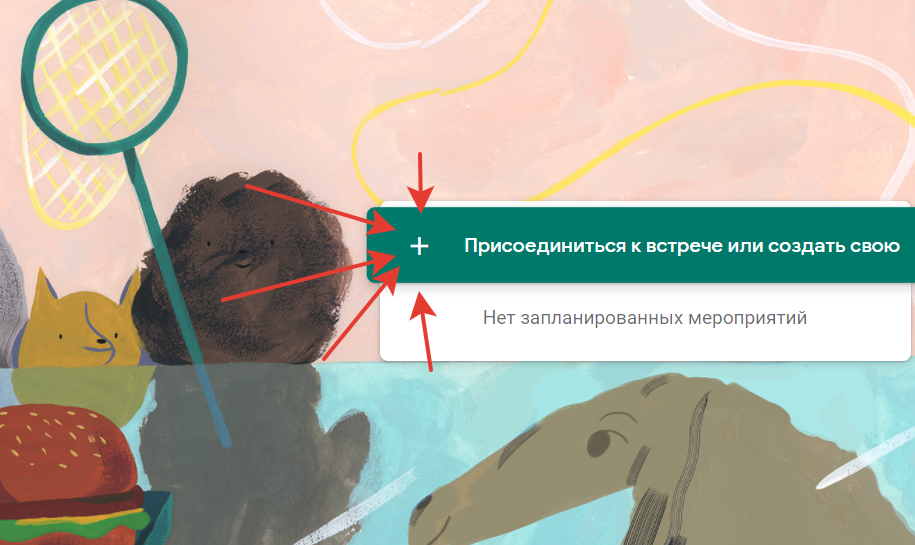 Присоединиться к встрече или создать свою
Нет запланированных мероприятий